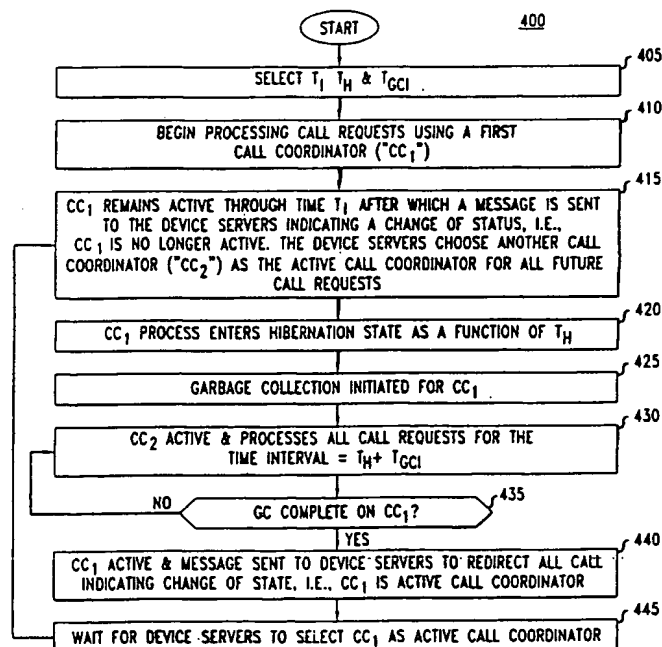 START
400
405
SELECT T1 TH & TGCI
410
BEGIN PROCESSING CALL REQUESTS USING A FIRST
CALL COORDINATOR ("CC1")
415
CC1 REMAINS ACTIVE THROUGH TIME T1 AFTER WHICH A MESSAGE IS SENT
TO THE DEVICE SERVERS INDICATING A CHANGE OF STATUS, I.E.,
CC1 IS NO LONGER ACTIVE. THE DEVICE SERVERS CHOOSE ANOTHER CALL
COORDINATOR ("CC2") AS THE ACTIVE CALL COORDINATOR FOR ALL FUTURE
CALL REQUESTS
420
CC1 PROCESS ENTERS HIBERNATION STATE AS A FUNCTION OF TH
425
GARBAGE COLLECTION INITIATED FOR CC1
430
CC2 ACTIVE & PROCESSES ALL CALL REQUESTS FOR THE
TIME INTERVAL = TH+ TGCI
435
NO
GC COMPLETE ON CC1?
YES
440
CC1 ACTIVE & MESSAGE SENT TO DEVICE SERVERS TO REDIRECT ALL CALL
INDICATING CHANGE OF STATE, I.E., CC1 IS ACTIVE CALL COORDINATOR
445
WAIT FOR DEVICE SERVERS TO SELECT CC1 AS ACTIVE CALL COORDINATOR